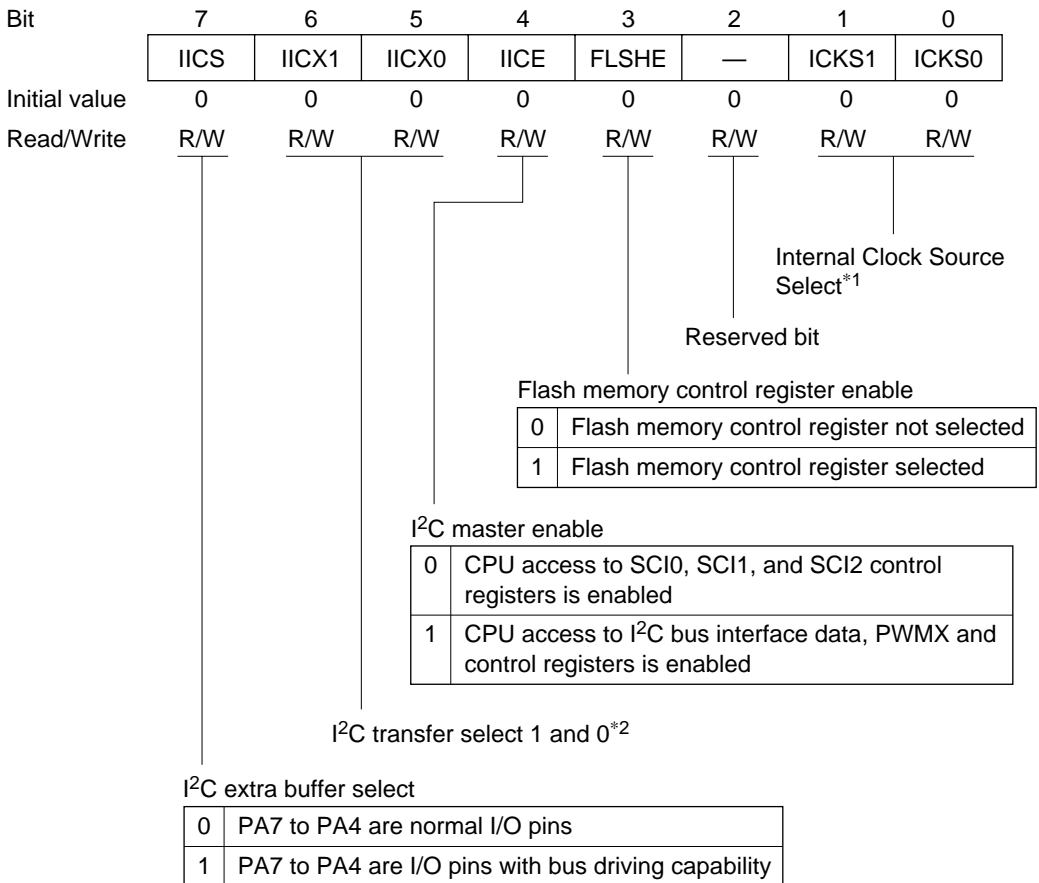 Bit 7 6 5 4 3 2 1 0
IICS IICX1 IICX0 IICE FLSHE — ICKS1 ICKS0
Initial value 0 0 0 0 0 0 0 0
Read/Write R/W R/W R/W R/W R/W R/W R/W R/W
Internal Clock Source
Select*1
Reserved bit
Flash memory control register enable
0 Flash memory control register not selected
1 Flash memory control register selected
I2C master enable
0 CPU access to SCI0, SCI1, and SCI2 control
registers is enabled
1 CPU access to I2C bus interface data, PWMX and
control registers is enabled
I2C transfer select 1 and 0*2
I2C extra buffer select
0 PA7 to PA4 are normal I/O pins
1 PA7 to PA4 are I/O pins with bus driving capability